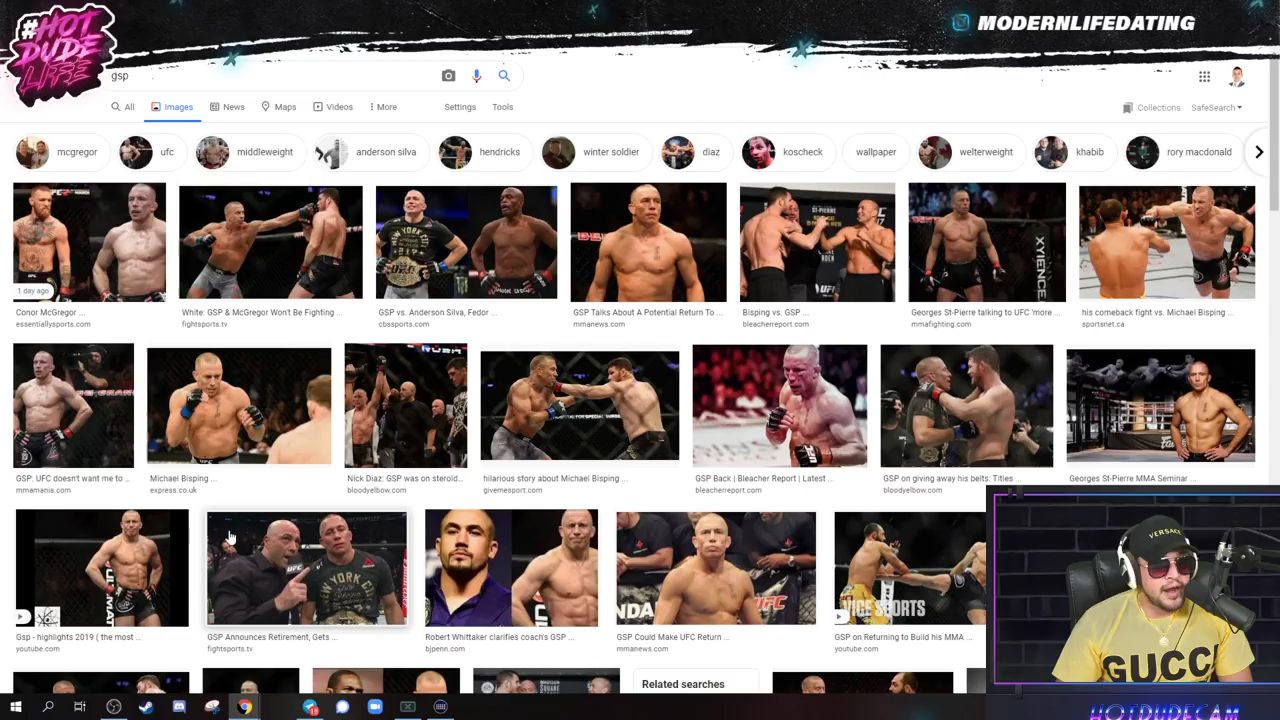 #HOT
DUDE
LIFE
MODERNLIFEDATING
gsp
All
Images
News
Maps
Videos
More
Settings
Tools
Collections
SafeSearch
mcgregor
ufc
middleweight
anderson silva
hendricks
winter soldier
diaz
koscheck
wallpaper
welterweight
khabib
rory macdonald
1 day ago
Conor McGregor ...
essentiallysports.com
White: GSP & McGregor Won't Be Fighting ...
fightsports.tv
GSP vs. Anderson Silva, Fedor ...
cbssports.com
GSP Talks About A Potential Return To ...
mmanews.com
Bisping vs. GSP ...
bleacherreport.com
Georges St-Pierre talking to UFC 'more ...
mmafighting.com
his comeback fight vs. Michael Bisping ...
sportsnet.ca
GSP: UFC doesn't want me to ...
mmamania.com
Michael Bisping ...
express.co.uk
Nick Diaz: GSP was on steroid...
bloodyelbow.com
hilarious story about Michael Bisping ...
givemesport.com
GSP Back | Bleacher Report | Latest ...
bleacherreport.com
GSP on giving away his belts: Titles ...
bloodyelbow.com
Georges St-Pierre MMA Seminar ...
Gsp - highlights 2019 ( the most ...
youtube.com
GSP Announces Retirement, Gets ...
fightsports.tv
Robert Whittaker clarifies coach's GSP ...
bjpenn.com
GSP Could Make UFC Return ...
mmanews.com
VICE SPORTS
GSP on Returning to Build his MMA ...
youtube.com
Related searches
VERSACE
GUCCI
HOTDUDECAM